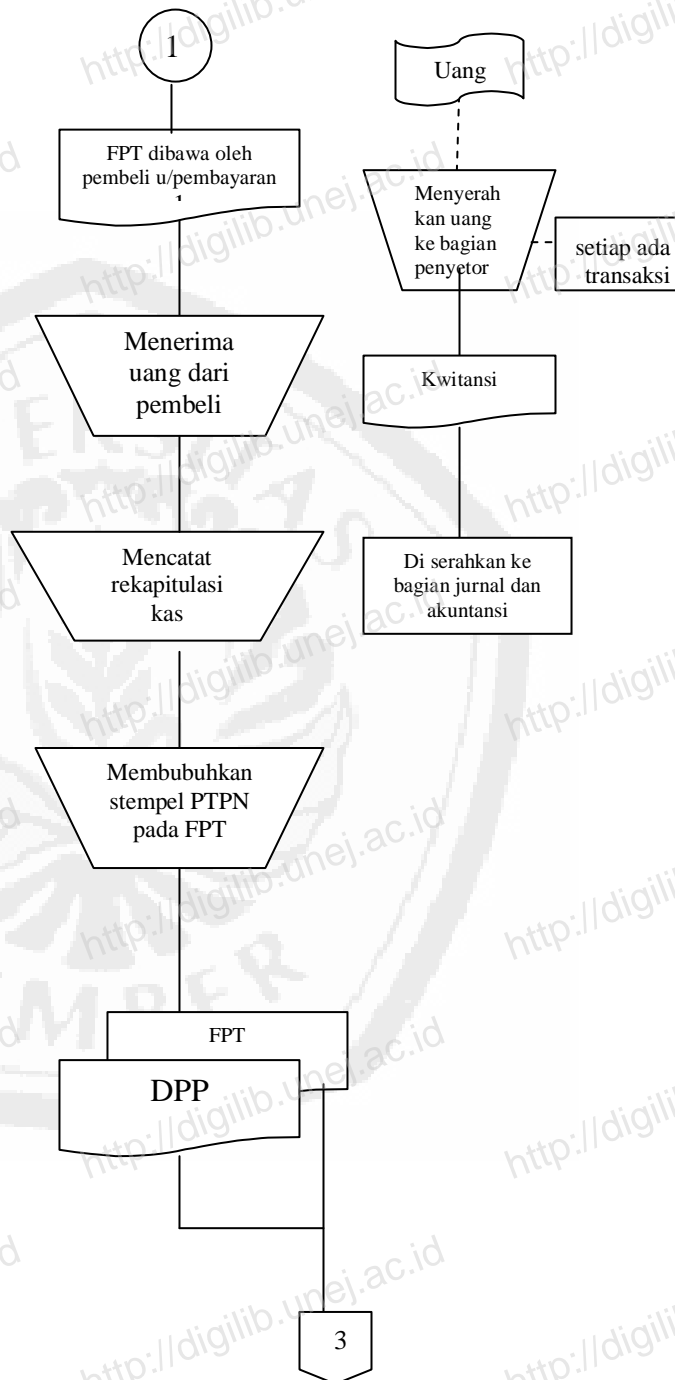 1
FPT dibawa oleh
pembeli u/pembayaran
Menerima
uang dari
pembeli
Mencatat
rekapitulasi
kas
Membubuhkan
stempel PTPN
pada FPT
FPT
DPP
3
Uang
Menyerah
kan uang
ke bagian
penyetor
setiap ada
transaksi
Kwitansi
Di serahkan ke
bagian jurnal dan
akuntansi
http://digilib.unej.ac.id